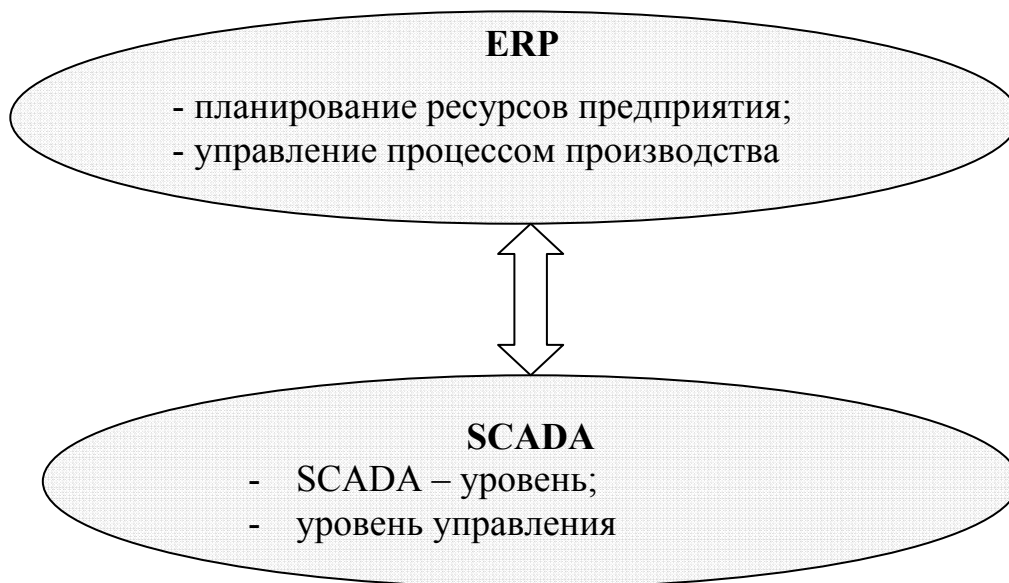 ERP
- планирование ресурсов предприятия;
- управление процессом производства
SCADA
- SCADA – уровень;
- уровень управления